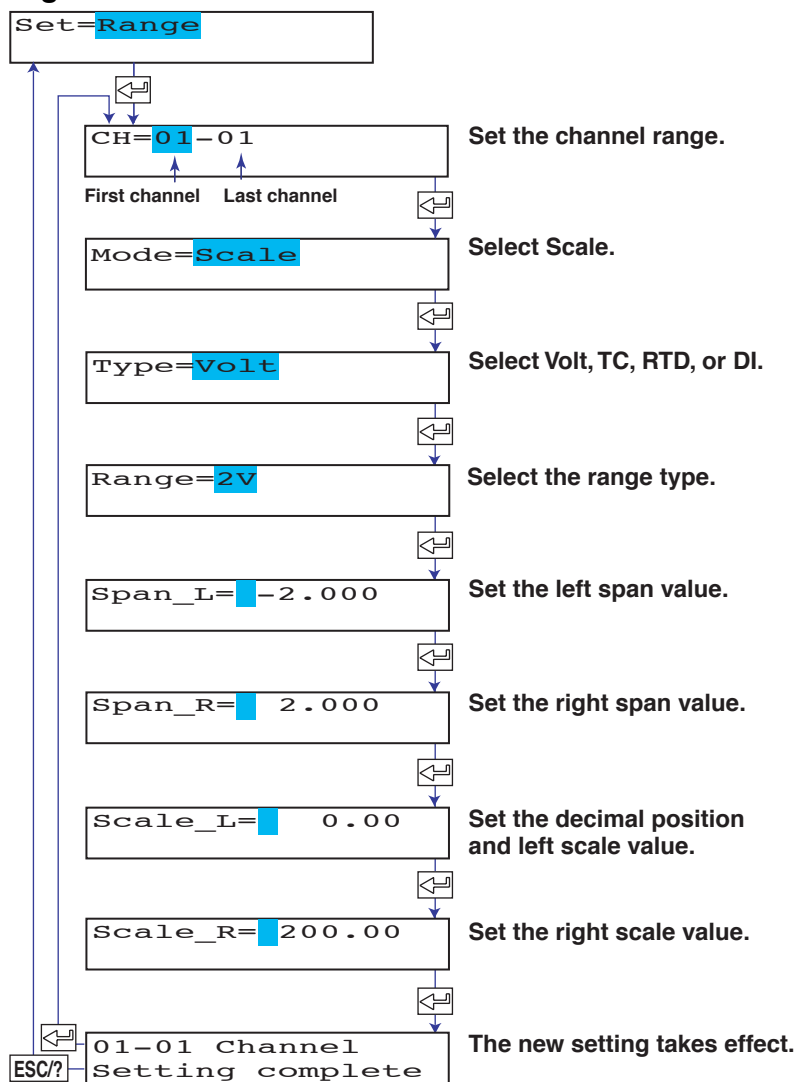 Set=Range
CH=01-01
Set the channel range.
First channel Last channel
Mode=Scale
Select Scale.
Type=Volt
Select Volt, TC, RTD, or DI.
Range=2V
Select the range type.
Span_L= -2.000
Set the left span value.
Span_R= 2.000
Set the right span value.
Scale_L= 0.00
Set the decimal position
and left scale value.
Scale_R= 200.00
Set the right scale value.
01-01 Channel
The new setting takes effect.
ESC/?
Setting complete